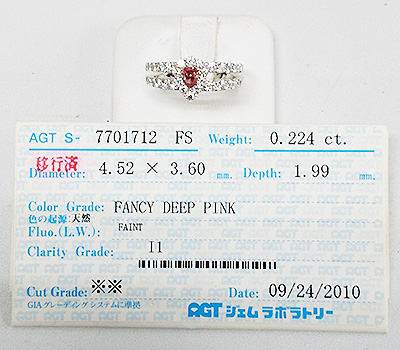 AGT S- 7701712 FS Weight: 0.224 ct.
移行済
Diameter: 4.52 × 3.60 mm. Depth: 1.99 mm.
Color Grade: FANCY DEEP PINK
色の起源:天然
Fluo.(L.W.): FAINT
Clarity Grade: I1
Cut Grade: ※※ Date: 09/24/2010
GIAグレーディングシステムに準拠 AGT ジェムラボラトリー